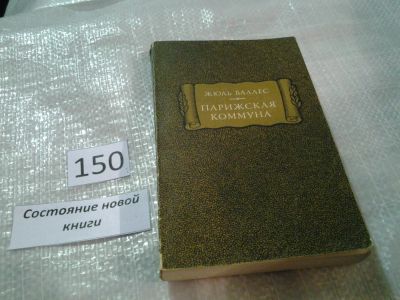 ЖЮЛЬ ВАЛЛЕС
ПАРИЖСКАЯ
КОММУНА
150
Состояние новой
книги